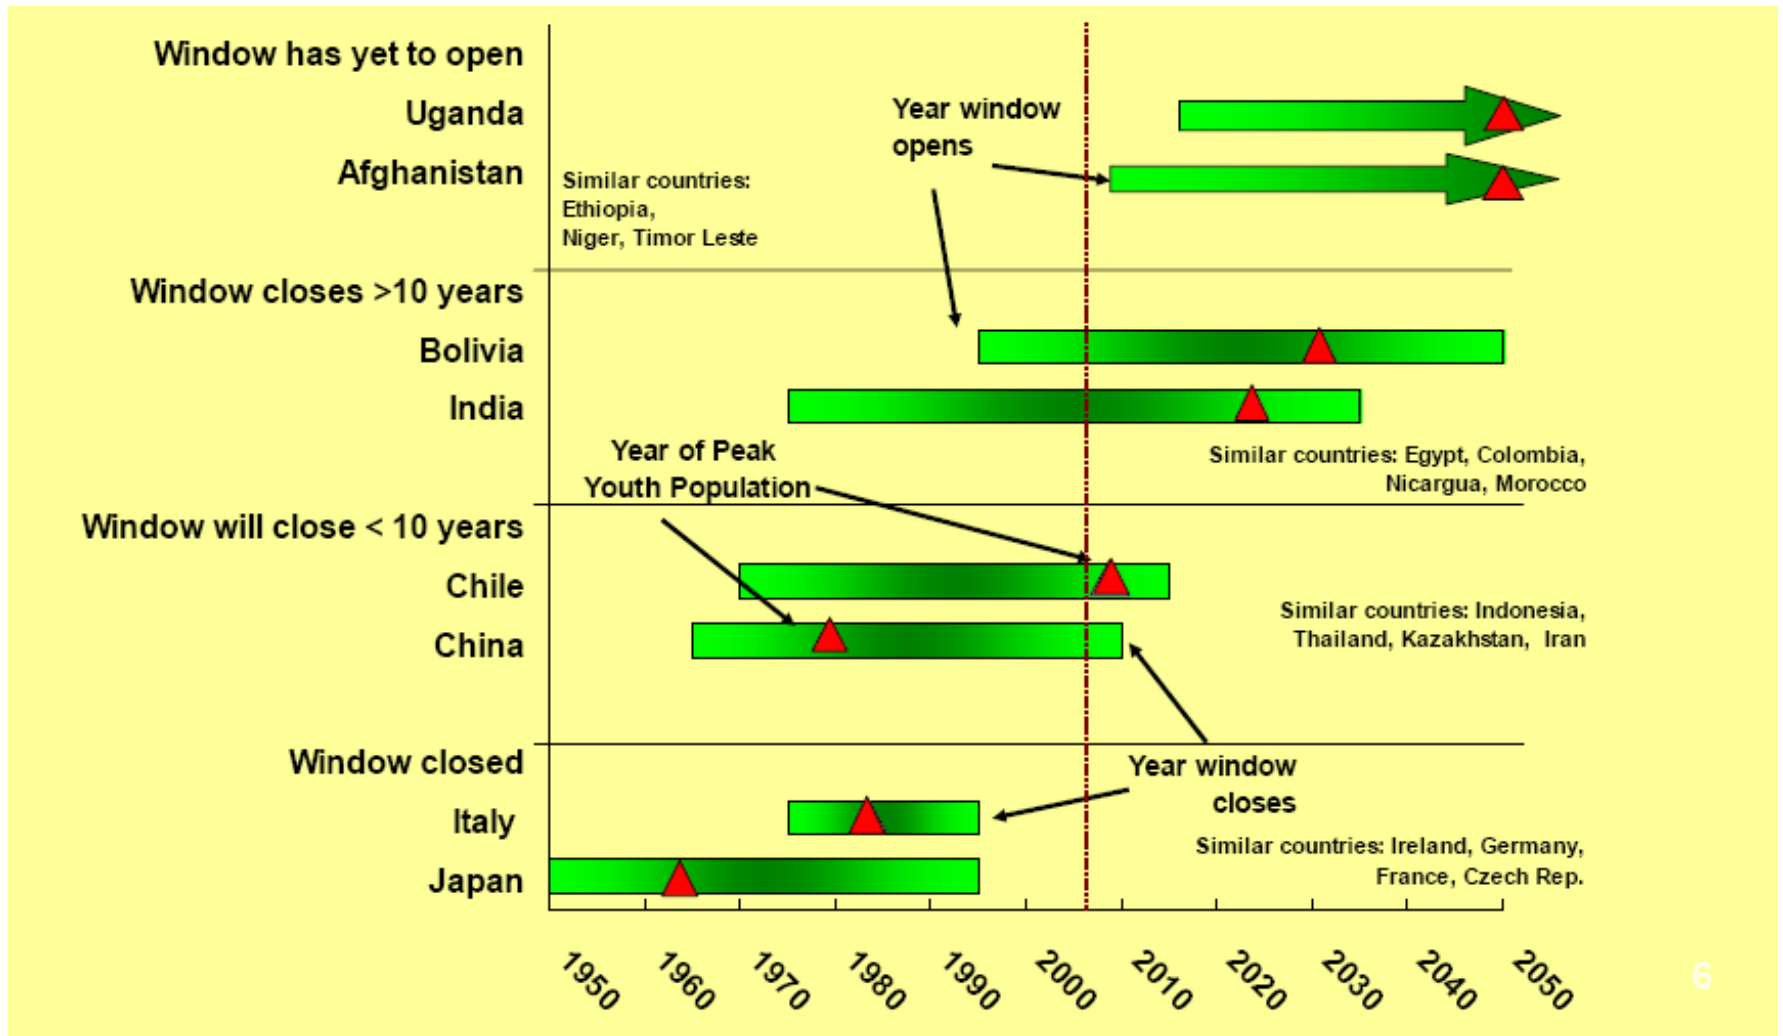 Window has yet to open
Uganda
Afghanistan
Year window
opens
Similar countries:
Ethiopia,
Niger, Timor Leste
Window closes >10 years
Bolivia
India
Similar countries: Egypt, Colombia,
Nicargua, Morocco
Year of Peak
Youth Population
Window will close < 10 years
Chile
China
Similar countries: Indonesia,
Thailand, Kazakhstan, Iran
Window closed
Italy
Japan
Year window
closes
Similar countries: Ireland, Germany,
France, Czech Rep.
1950 1960 1970 1980 1990 2000 2010 2020 2030 2040 2050
6